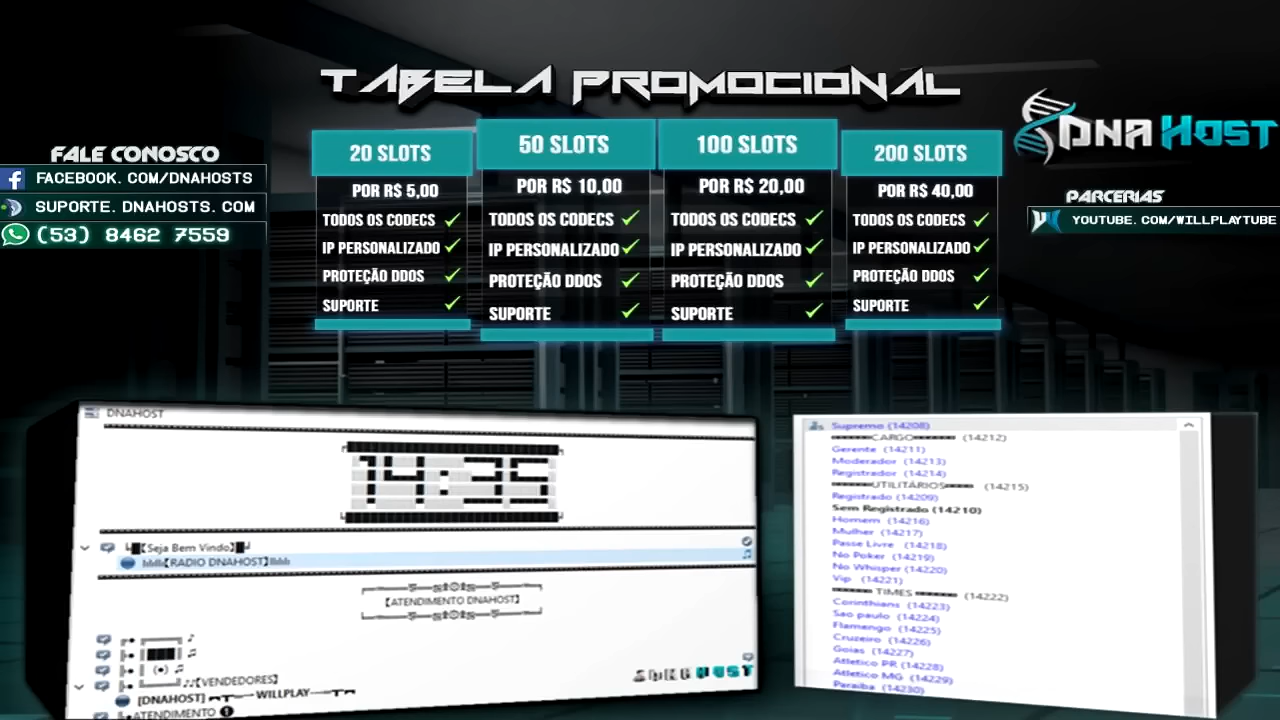 TABELA PROMOCIONAL
DNA HOST
FALE CONOSCO
FACEBOOK. COM/DNAHOSTS
SUPORTE. DNAHOSTS. COM
(53) 8462 7559
20 SLOTS
POR R$ 5,00
TODOS OS CODECS
IP PERSONALIZADO
PROTEÇÃO DDOS
SUPORTE
50 SLOTS
POR R$ 10,00
TODOS OS CODECS
IP PERSONALIZADO
PROTEÇÃO DDOS
SUPORTE
100 SLOTS
POR R$ 20,00
TODOS OS CODECS
IP PERSONALIZADO
PROTEÇÃO DDOS
SUPORTE
200 SLOTS
POR R$ 40,00
TODOS OS CODECS
IP PERSONALIZADO
PROTEÇÃO DDOS
SUPORTE
PARCERIAS
YOUTUBE. COM/WILLPLAYTUBE
DNAHOST
14:35
【Seja Bem Vindo】
【RADIO DNAHOST】
【ATENDIMENTO DNAHOST】
[VENDEDORES]
[DNAHOST] WILLPLAY
ATENDIMENTO 1
HOST
Supremo (14208)
CARGO (14212)
Gerente (14211)
Moderador (14213)
Registrador (14214)
UTILITÁRIOS (14215)
Registrado (14209)
Sem Registrado (14210)
Homem (14216)
Mulher (14217)
Passe Livre (14218)
No Poker (14219)
No Whisper (14220)
Vip (14221)
TIMES (14222)
Corinthians (14223)
Sao paulo (14224)
Flamengo (14225)
Cruzeiro (14226)
Goias (14227)
Atletico PR (14228)
Atletico MG (14229)
Paraiba (14230)